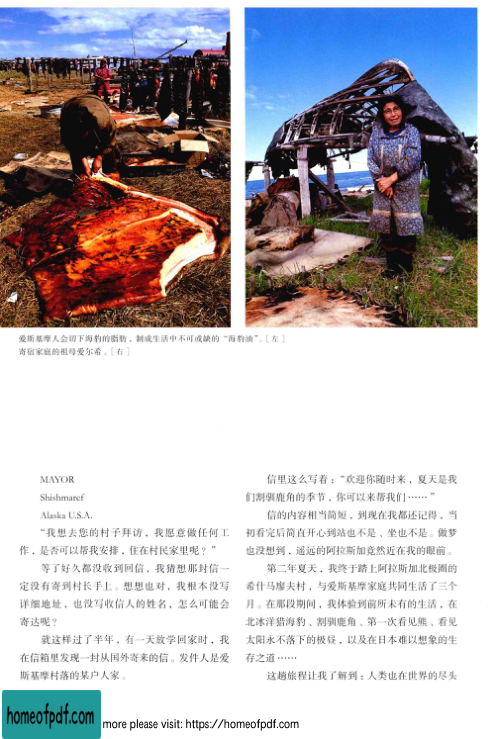 爱斯基摩人会切下海豹的脂肪，制成生活中不可或缺的“海豹油”。[左]
寄宿家庭的祖母爱尔希。[右]
MAYOR
Shishmaref
Alaska U.S.A.
“我想去您的村子拜访，我愿意做任何工
作，是否可以帮我安排，住在村民家里呢？”
等了好久都没收到回信，我猜想那封信一
定没有寄到村长手上。想想也对，我根本没写
详细地址，也没写收信人的姓名，怎么可能会
寄达呢？
就这样过了半年，有一天放学回家时，我
在信箱里发现一封从国外寄来的信。发件人是爱
斯基摩村落的某户人家。
信里这么写着：“欢迎你随时来，夏天是我
们割驯鹿角的季节，你可以来帮我们……”
信的内容相当简短，到现在我都还记得，当
初看完后简直开心到站也不是、坐也不是。做梦
也没想到，遥远的阿拉斯加竟然近在我的眼前。
第二年夏天，我终于踏上阿拉斯加北极圈的
希什马廖夫村，与爱斯基摩家庭共同生活了三个
月。在那段期间，我体验到前所未有的生活，在
北冰洋猎海豹、割驯鹿角、第一次看见熊、看见
太阳永不落下的极昼，以及在日本难以想象的生
存之道……
这趟旅程让我了解到：人类也在世界的尽头
homeofpdf.com
more please visit: https://homeofpdf.com